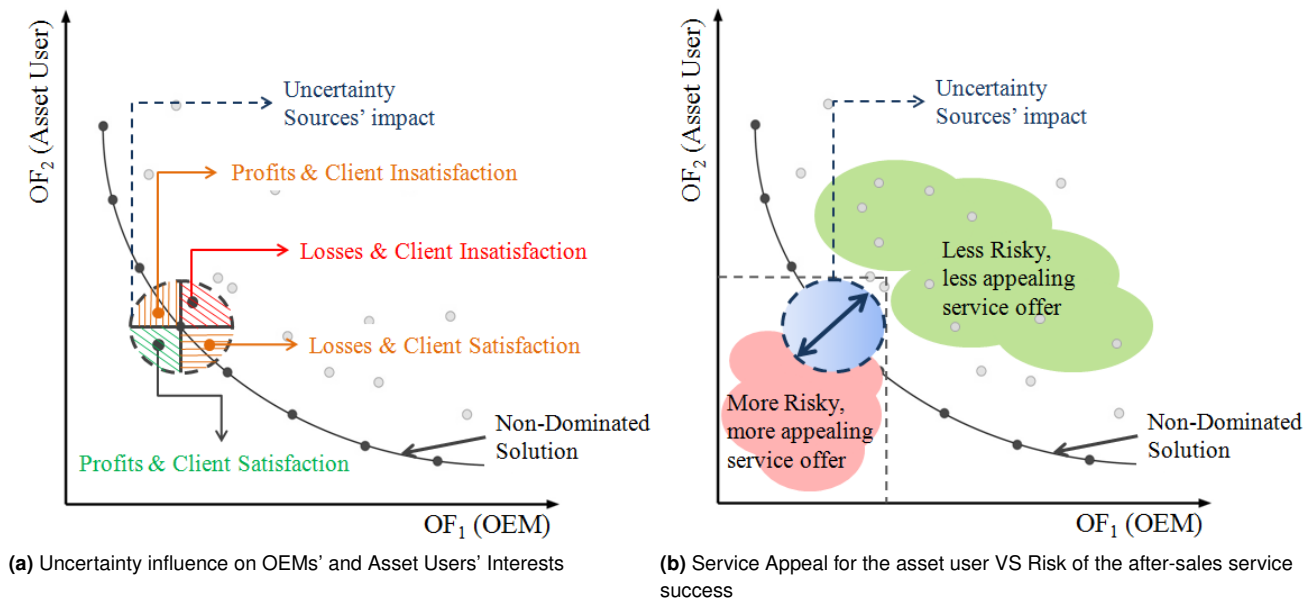 OF₂ (Asset User)
Uncertainty
Sources' impact
Profits & Client Insatisfaction
Losses & Client Insatisfaction
Losses & Client Satisfaction
Non-Dominated
Solution
Profits & Client Satisfaction
OF₁ (OEM)
(a) Uncertainty influence on OEMs' and Asset Users' Interests
OF₂ (Asset User)
Uncertainty
Sources' impact
Less Risky,
less appealing
service offer
More Risky,
more appealing
service offer
Non-Dominated
Solution
OF₁ (OEM)
(b) Service Appeal for the asset user VS Risk of the after-sales service
success